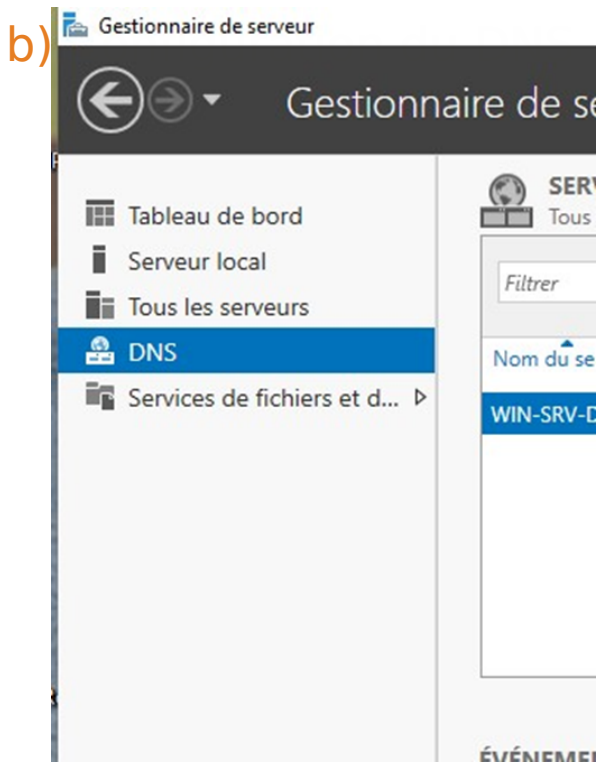 b)
Gestionnaire de serveur
Gestionnaire de se
SERV
Tableau de bord
Tous
Serveur local
Filtrer
Tous les serveurs
DNS
Nom du se
Services de fichiers et d...
WIN-SRV-D
ÉVÉNEMEN